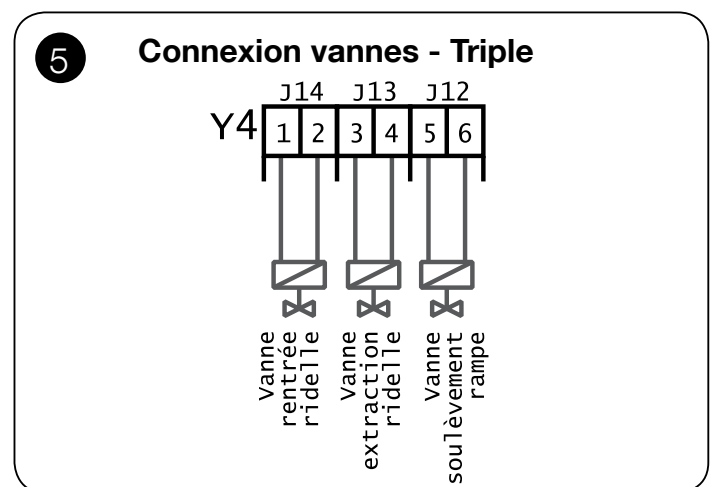 5 Connexion vannes - Triple
J14 J13 J12
Y4 1 2 3 4 5 6
Vanne
rentrée
ridelle
Vanne
extraction
ridelle
Vanne
soulèvement
rampe